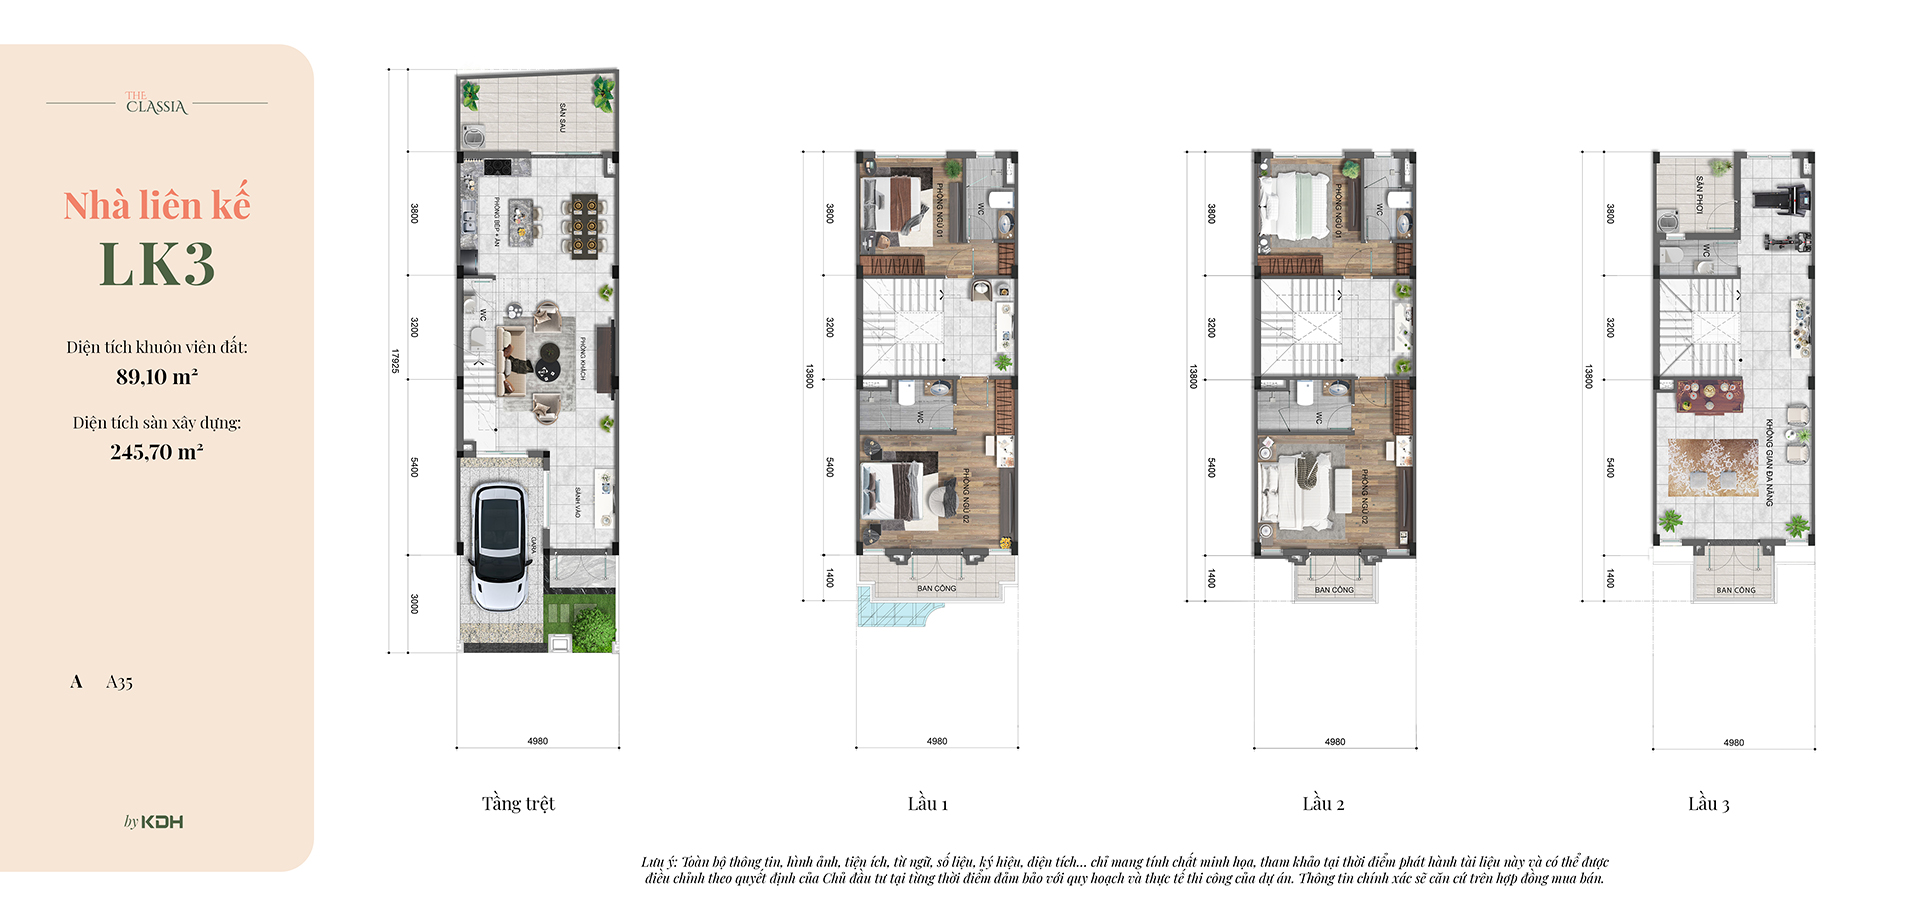 THE
CLASSIA
Nhà liên kế
LK3
Diện tích khuôn viên đất:
89,10 m²
Diện tích sàn xây dựng:
245,70 m²
A A35
by KDH
17925
3800
3200
5400
3000
SÂN SAU
PHÒNG BẾP + ĂN
WC
PHÒNG KHÁCH
SẢNH VÀO
GARA
4980
Tầng trệt
13800
3800
3200
5400
1400
PHÒNG NGỦ 01
WC
WC
PHÒNG NGỦ 02
BAN CÔNG
4980
Lầu 1
13800
3800
3200
5400
1400
PHÒNG NGỦ 01
WC
WC
PHÒNG NGỦ 02
BAN CÔNG
4980
Lầu 2
13800
3800
3200
5400
1400
SÂN PHƠI
WC
KHÔNG GIAN ĐA NĂNG
BAN CÔNG
4980
Lầu 3
Lưu ý: Toàn bộ thông tin, hình ảnh, tiện ích, từ ngữ, số liệu, ký hiệu, diện tích... chỉ mang tính chất minh họa, tham khảo tại thời điểm phát hành tài liệu này và có thể được
điều chỉnh theo quyết định của Chủ đầu tư tại từng thời điểm đảm bảo với quy hoạch và thực tế thi công của dự án. Thông tin chính xác sẽ căn cứ trên hợp đồng mua bán.